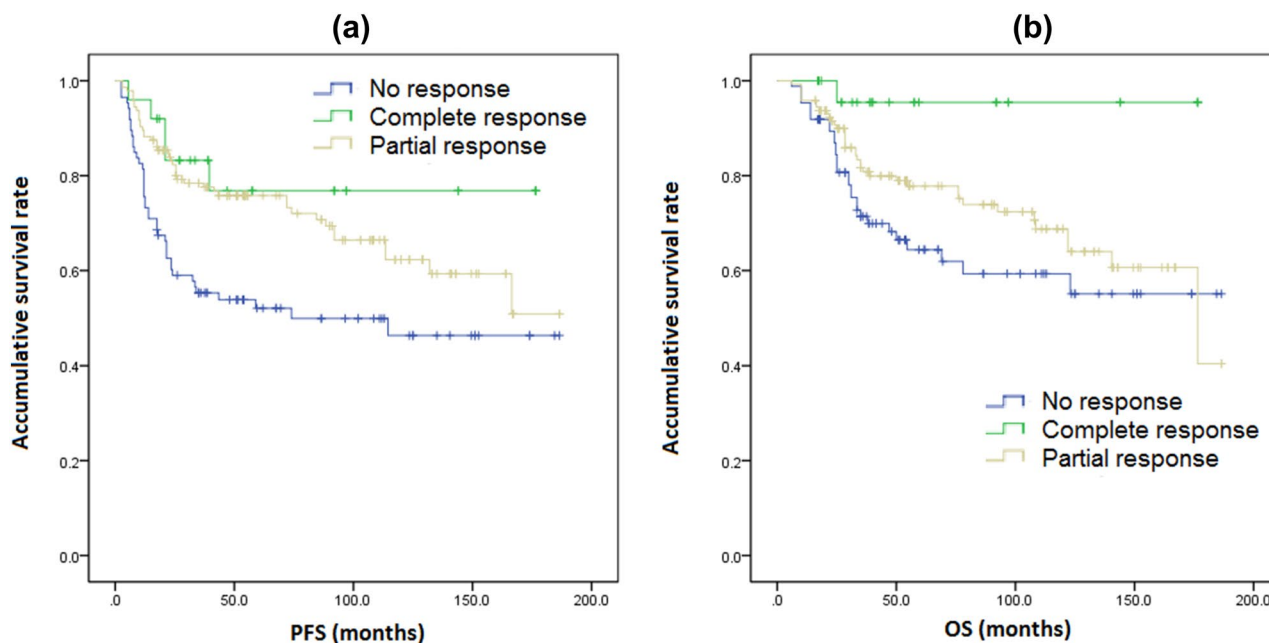 (a)
Accumulative survival rate
1.0
0.8
0.6
0.4
0.2
0.0
No response
Complete response
Partial response
.0 50.0 100.0 150.0 200.0
PFS (months)
(b)
Accumulative survival rate
1.0
0.8
0.6
0.4
0.2
0.0
No response
Complete response
Partial response
.0 50.0 100.0 150.0 200.0
OS (months)